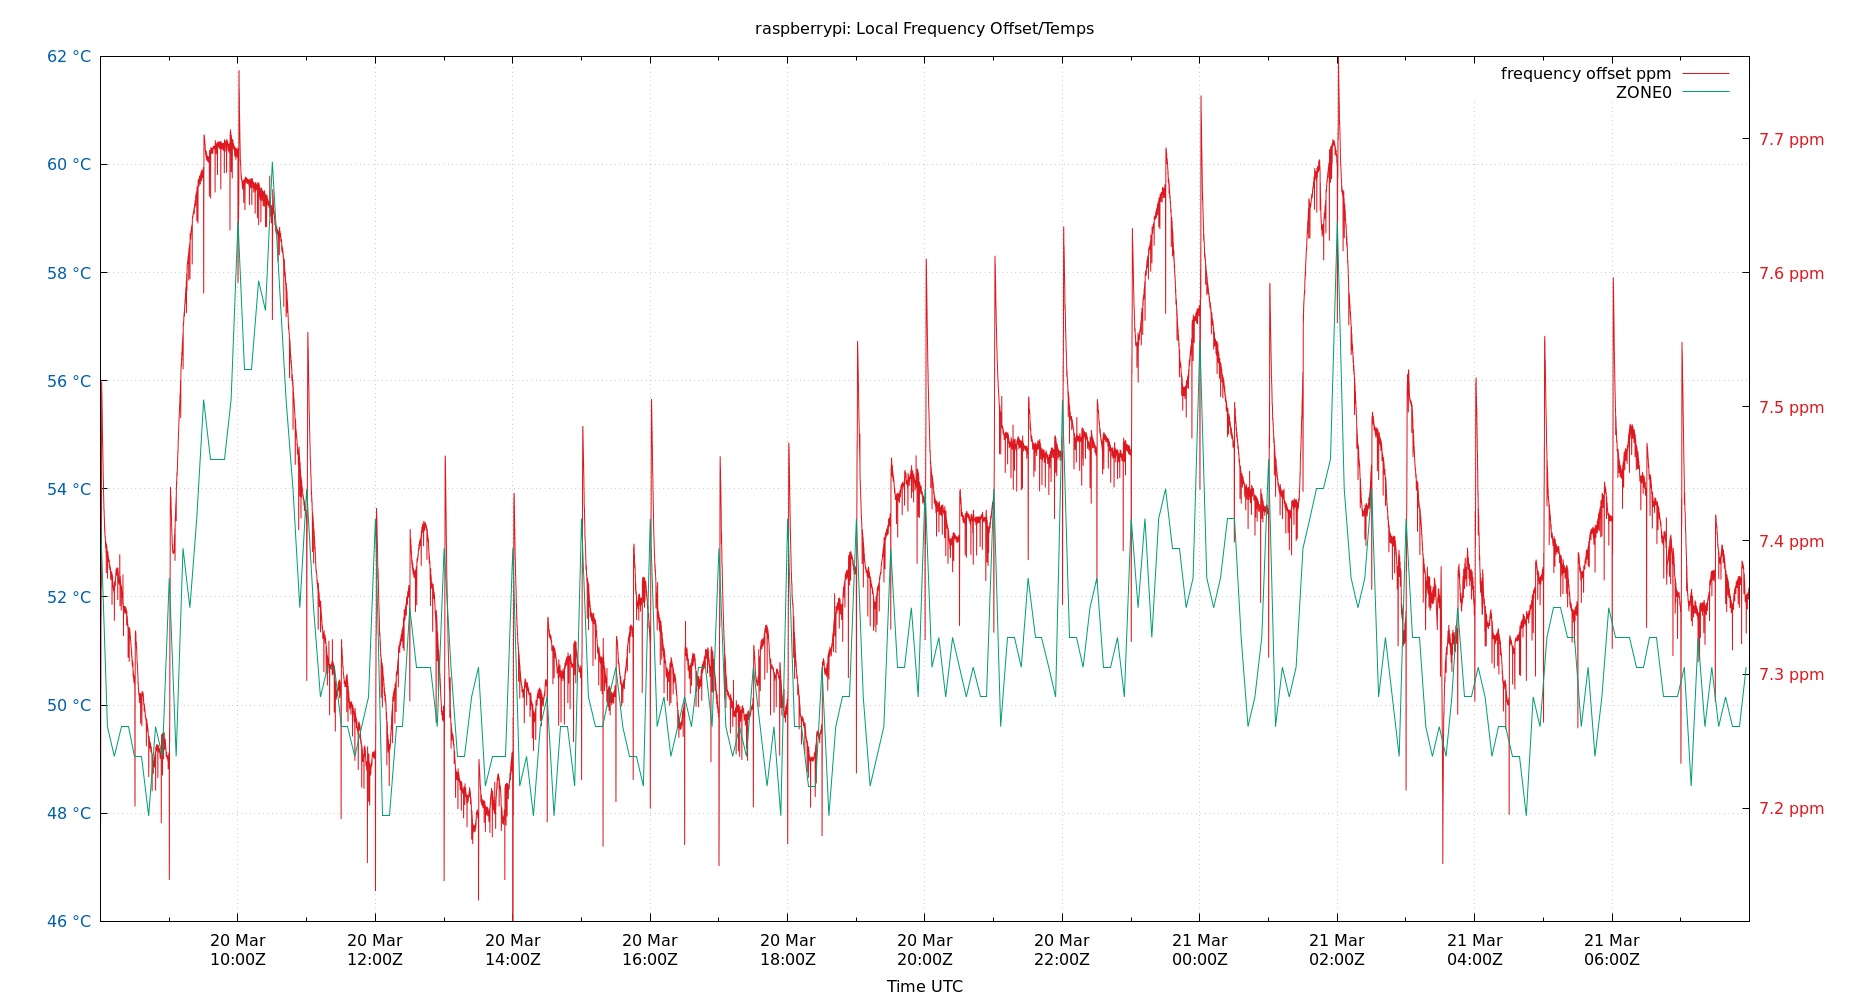 raspberrypi: Local Frequency Offset/Temps
62 °C
60 °C
58 °C
56 °C
54 °C
52 °C
50 °C
48 °C
46 °C
frequency offset ppm
ZONE0
7.7 ppm
7.6 ppm
7.5 ppm
7.4 ppm
7.3 ppm
7.2 ppm
20 Mar 20 Mar 20 Mar 20 Mar 20 Mar 20 Mar 20 Mar 21 Mar 21 Mar 21 Mar 21 Mar
10:00Z 12:00Z 14:00Z 16:00Z 18:00Z 20:00Z 22:00Z 00:00Z 02:00Z 04:00Z 06:00Z
Time UTC